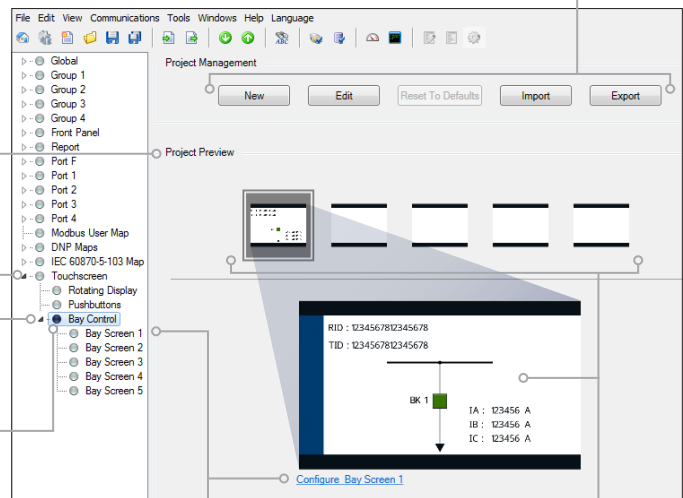 File Edit View Communications Tools Windows Help Language
Global
Group 1
Group 2
Group 3
Group 4
Front Panel
Report
Port F
Port 1
Port 2
Port 3
Port 4
Modbus User Map
DNP Maps
IEC 60870-5-103 Map
Touchscreen
Rotating Display
Pushbuttons
Bay Control
Bay Screen 1
Bay Screen 2
Bay Screen 3
Bay Screen 4
Bay Screen 5
Project Management
New Edit Reset To Defaults Import Export
Project Preview
RID : 1234567812345678
TID : 1234567812345678
BK 1
IA : 123456 A
IB : 123456 A
IC : 123456 A
Configure Bay Screen 1